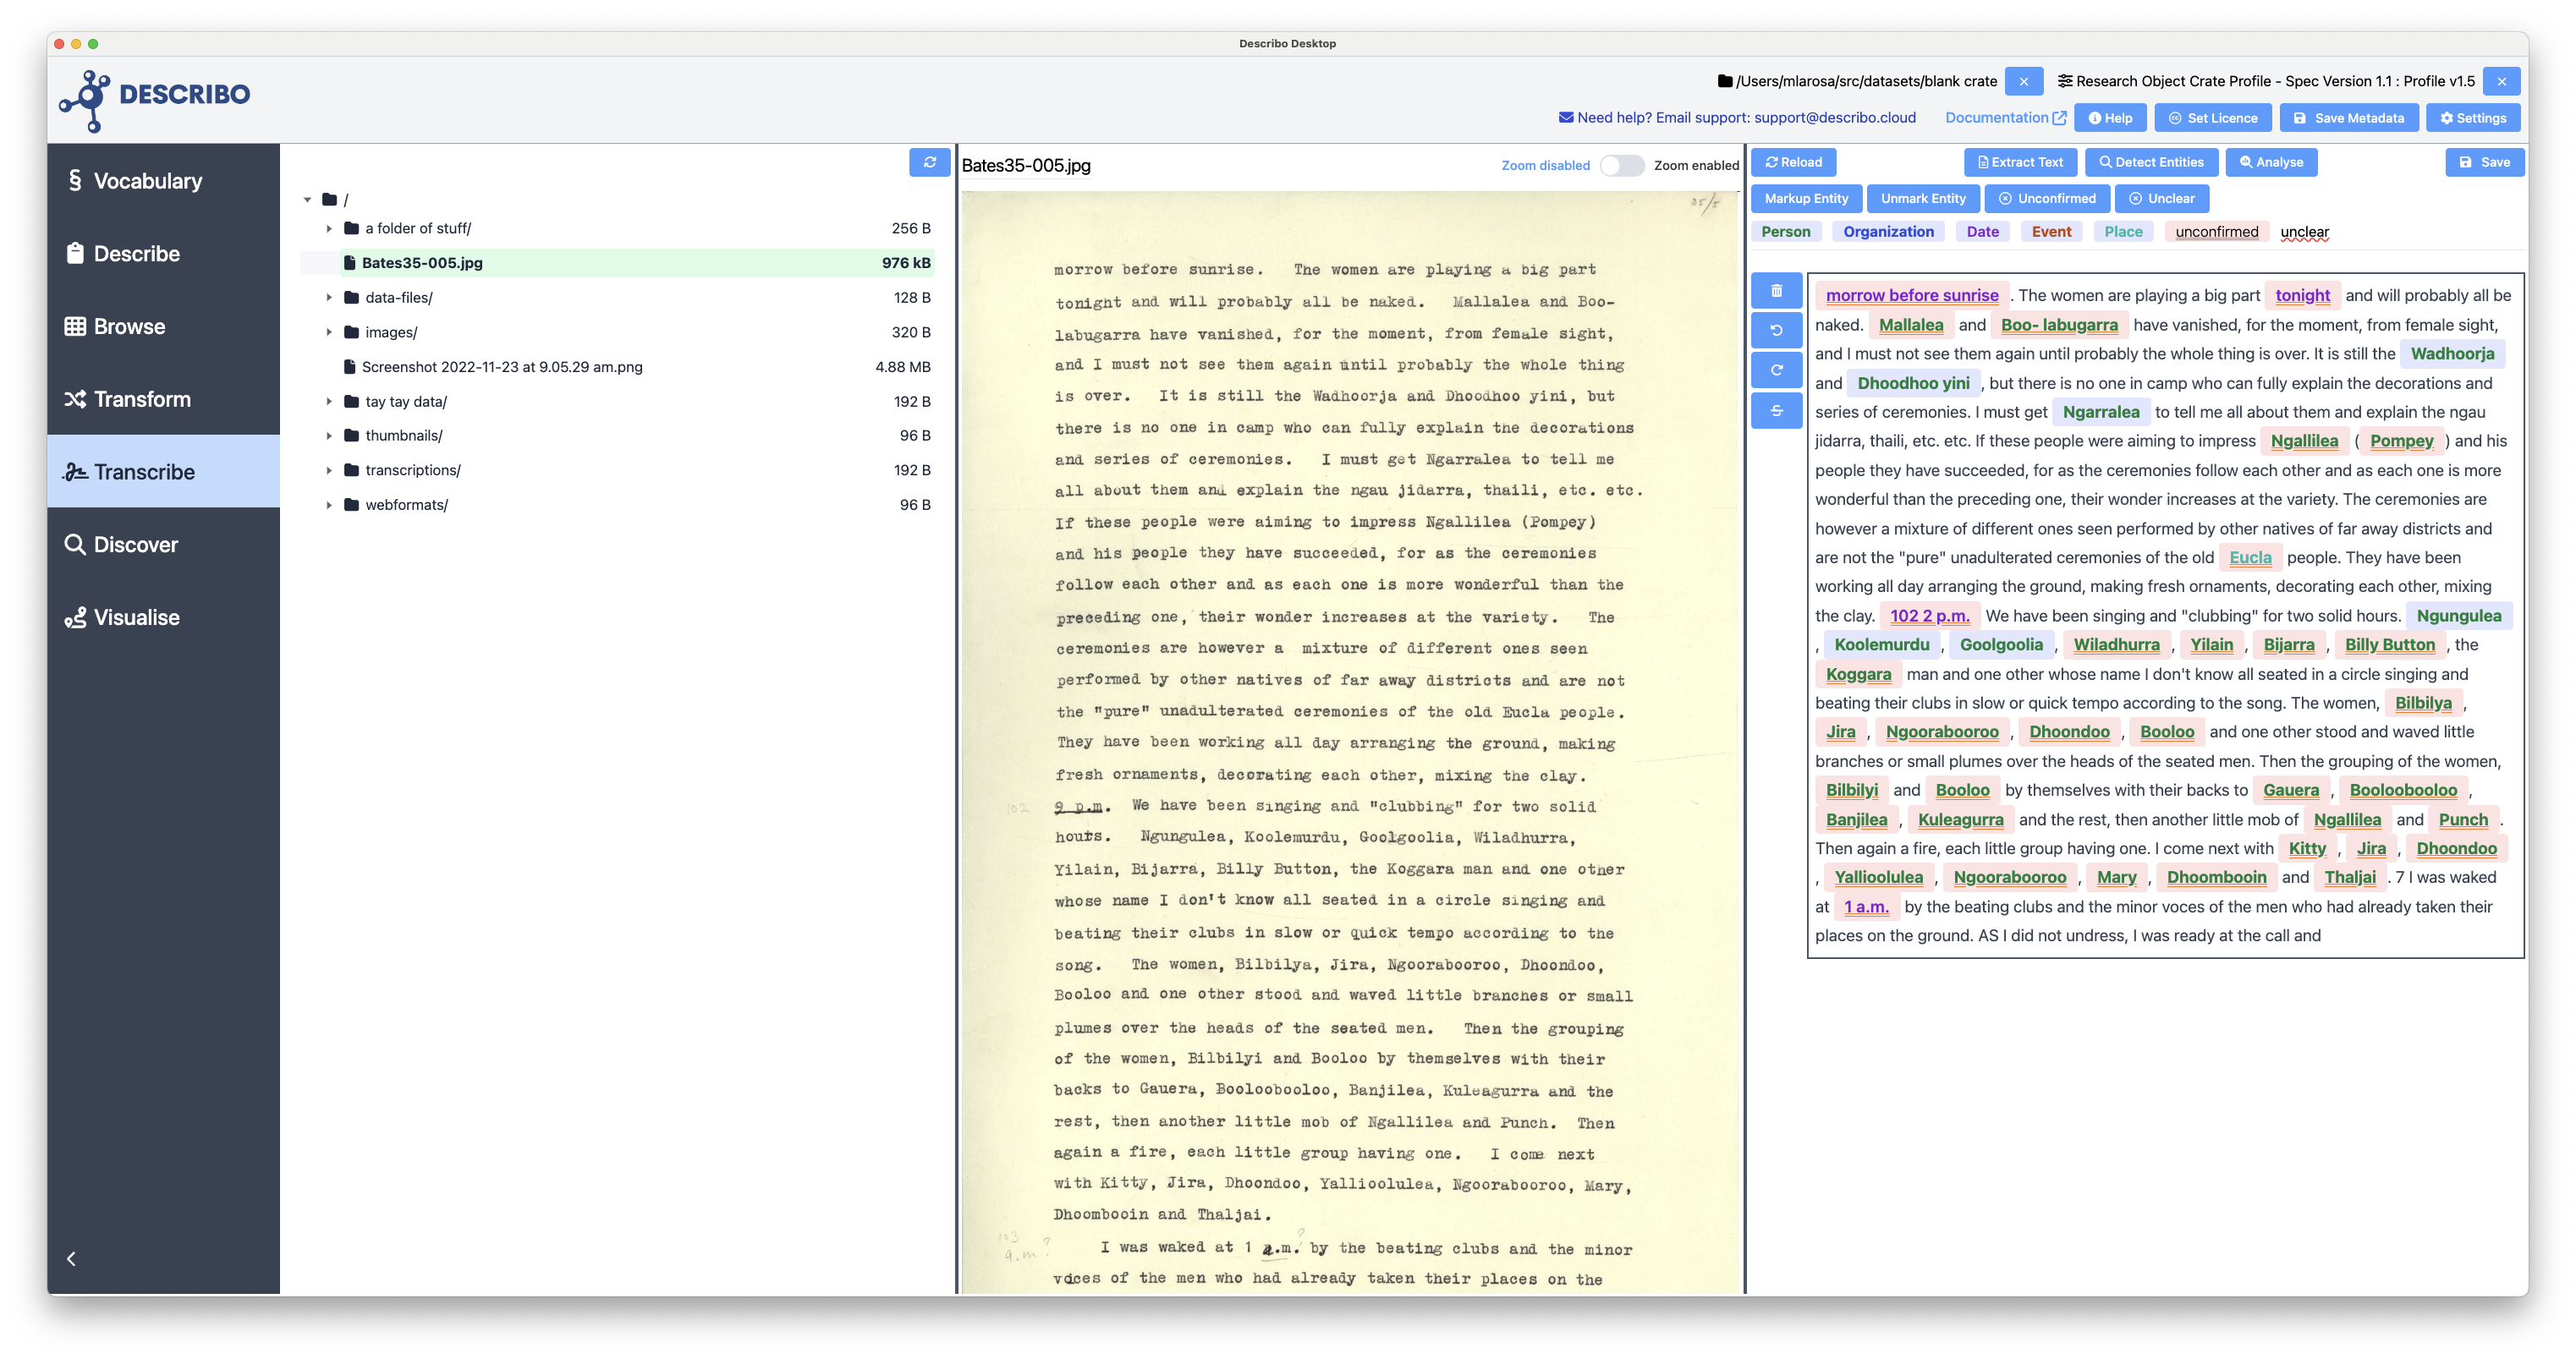 Describo Desktop
DESCRIBO
/Users/mlarosa/src/datasets/blank crate
Research Object Crate Profile - Spec Version 1.1 : Profile v1.5
Need help? Email support: support@describo.cloud
Documentation
Help
Set Licence
Save Metadata
Settings
Vocabulary
Describe
Browse
Transform
Transcribe
Discover
Visualise
/
a folder of stuff/ 256 B
Bates35-005.jpg 976 kB
data-files/ 128 B
images/ 320 B
Screenshot 2022-11-23 at 9.05.29 am.png 4.88 MB
tay tay data/ 192 B
thumbnails/ 96 B
transcriptions/ 192 B
webformats/ 96 B
Bates35-005.jpg
Zoom disabled
Zoom enabled
35/5
morrow before sunrise. The women are playing a big part
tonight and will probably all be naked. Mallalea and Boo-
labugarra have vanished, for the moment, from female sight,
and I must not see them again until probably the whole thing
is over. It is still the Wadhoorja and Dhoodhoo yini, but
there is no one in camp who can fully explain the decorations
and series of ceremonies. I must get Ngarralea to tell me
all about them and explain the ngau jidarra, thaili, etc. etc.
If these people were aiming to impress Ngallilea (Pompey)
and his people they have succeeded, for as the ceremonies
follow each other and as each one is more wonderful than the
preceding one, their wonder increases at the variety. The
ceremonies are however a mixture of different ones seen
performed by other natives of far away districts and are not
the "pure" unadulterated ceremonies of the old Eucla people.
They have been working all day arranging the ground, making
fresh ornaments, decorating each other, mixing the clay.
102 9 p.m. We have been singing and "clubbing" for two solid
hours. Ngungulea, Koolemurdu, Goolgoolia, Wiladhurra,
Yilain, Bijarra, Billy Button, the Koggara man and one other
whose name I don't know all seated in a circle singing and
beating their clubs in slow or quick tempo according to the
song. The women, Bilbilya, Jira, Ngoorabooroo, Dhoondoo,
Booloo and one other stood and waved little branches or small
plumes over the heads of the seated men. Then the grouping
of the women, Bilbilyi and Booloo by themselves with their
backs to Gauera, Booloobooloo, Banjilea, Kuleagurra and the
rest, then another little mob of Ngallilea and Punch. Then
again a fire, each little group having one. I come next
with Kitty, Jira, Dhoondoo, Yallioolulea, Ngoorabooroo, Mary,
Dhoombooin and Thaljai.
103
a.m ?
?
I was waked at 1 a.m. by the beating clubs and the minor
voices of the men who had already taken their places on the
Reload
Extract Text
Detect Entities
Analyse
Save
Markup Entity
Unmark Entity
Unconfirmed
Unclear
Person
Organization
Date
Event
Place
unconfirmed
unclear
morrow before sunrise . The women are playing a big part tonight and will probably all be
naked. Mallalea and Boo- labugarra have vanished, for the moment, from female sight,
and I must not see them again until probably the whole thing is over. It is still the Wadhoorja
and Dhoodhoo yini , but there is no one in camp who can fully explain the decorations and
series of ceremonies. I must get Ngarralea to tell me all about them and explain the ngau
jidarra, thaili, etc. etc. If these people were aiming to impress Ngallilea ( Pompey ) and his
people they have succeeded, for as the ceremonies follow each other and as each one is more
wonderful than the preceding one, their wonder increases at the variety. The ceremonies are
however a mixture of different ones seen performed by other natives of far away districts and
are not the "pure" unadulterated ceremonies of the old Eucla people. They have been
working all day arranging the ground, making fresh ornaments, decorating each other, mixing
the clay. 102 2 p.m. We have been singing and "clubbing" for two solid hours. Ngungulea
, Koolemurdu , Goolgoolia , Wiladhurra , Yilain , Bijarra , Billy Button , the
Koggara man and one other whose name I don't know all seated in a circle singing and
beating their clubs in slow or quick tempo according to the song. The women, Bilbilya ,
Jira , Ngoorabooroo , Dhoondoo , Booloo and one other stood and waved little
branches or small plumes over the heads of the seated men. Then the grouping of the women,
Bilbilyi and Booloo by themselves with their backs to Gauera , Booloobooloo ,
Banjilea , Kuleagurra and the rest, then another little mob of Ngallilea and Punch .
Then again a fire, each little group having one. I come next with Kitty , Jira , Dhoondoo
, Yallioolulea , Ngoorabooroo , Mary , Dhoombooin and Thaljai . 7 I was waked
at 1 a.m. by the beating clubs and the minor voces of the men who had already taken their
places on the ground. AS I did not undress, I was ready at the call and